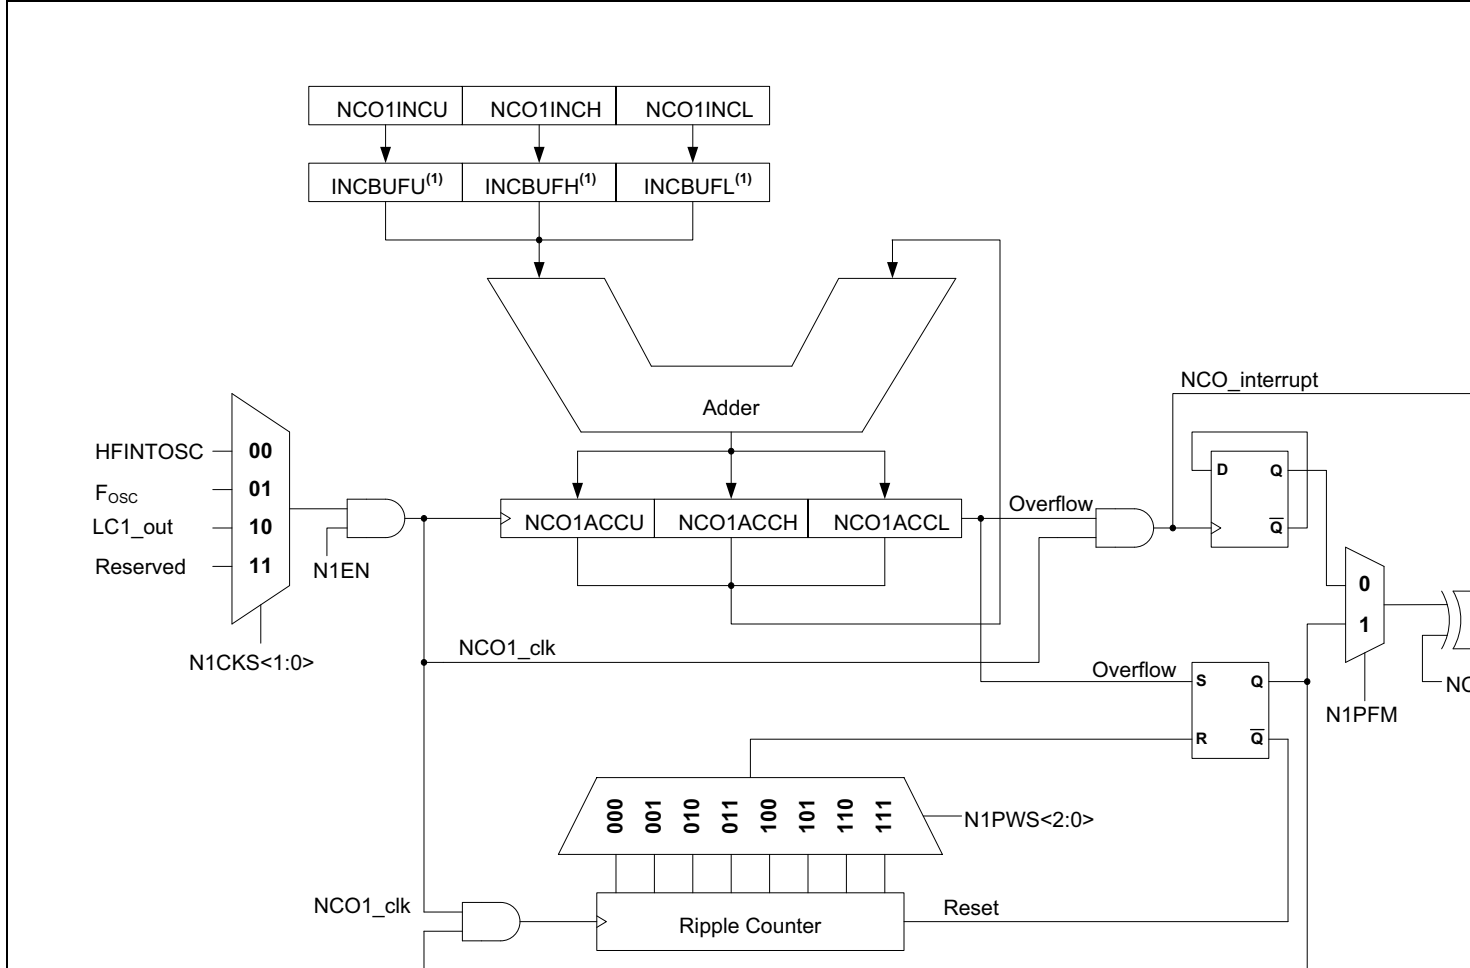 NCO1INCU NCO1INCH NCO1INCL
INCBUFU(1) INCBUFH(1) INCBUFL(1)
Adder
NCO_interrupt
HFINTOSC 00
FOSC 01
LC1_out 10
Reserved 11
N1EN
N1CKS<1:0>
NCO1ACCU NCO1ACCH NCO1ACCL
Overflow
D Q
Q
0
1
N1PFM
NCO1_clk
Overflow
S Q
R Q
000 001 010 011 100 101 110 111
N1PWS<2:0>
NCO1_clk
Ripple Counter
Reset